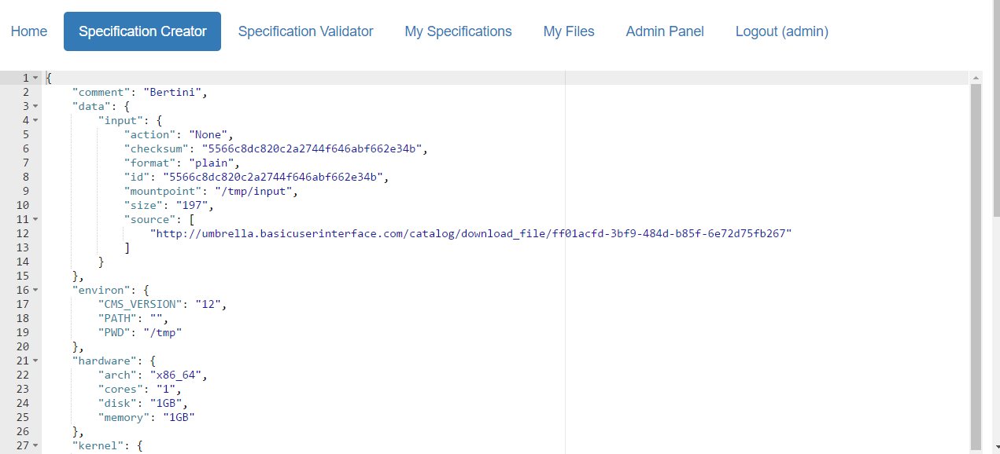 Home Specification Creator Specification Validator My Specifications My Files Admin Panel Logout (admin)
1 {
2 "comment": "Bertini",
3 "data": {
4 "input": {
5 "action": "None",
6 "checksum": "5566c8dc820c2a2744f646abf662e34b",
7 "format": "plain",
8 "id": "5566c8dc820c2a2744f646abf662e34b",
9 "mountpoint": "/tmp/input",
10 "size": "197",
11 "source": [
12 "http://umbrella.basicuserinterface.com/catalog/download_file/ff01acfd-3bf9-484d-b85f-6e72d75fb267"
13 ]
14 }
15 },
16 "environ": {
17 "CMS_VERSION": "12",
18 "PATH": "",
19 "PWD": "/tmp"
20 },
21 "hardware": {
22 "arch": "x86_64",
23 "cores": "1",
24 "disk": "1GB",
25 "memory": "1GB"
26 },
27 "kernel": {